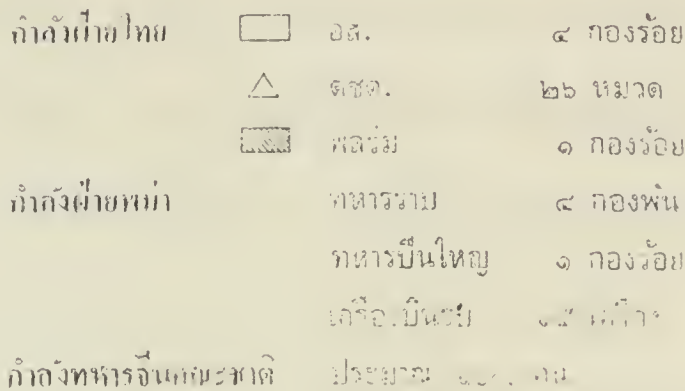 กำลังฝ่ายไทย อส. ๔ กองร้อย
ตชด. ๒๖ หมวด
พลร่ม ๑ กองร้อย
กำลังฝ่ายพม่า ทหารราบ ๔ กองพัน
ทหารปืนใหญ่ ๑ กองร้อย
กำลังทหารจีนคณะชาติ ประมาณ คน